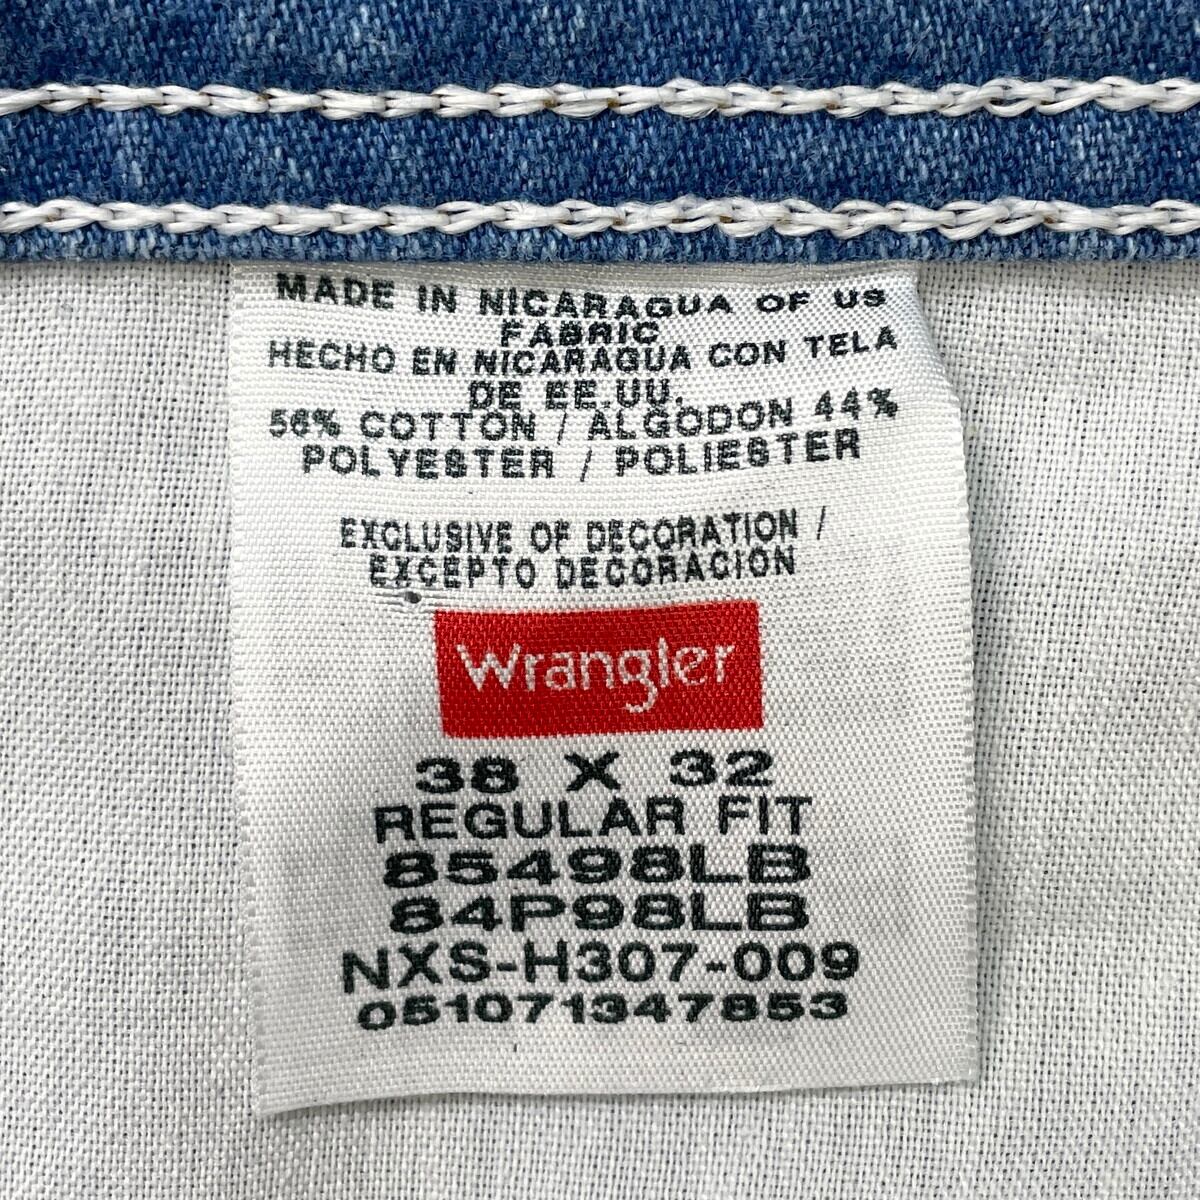 MADE IN NICARAGUA OF US
FABRIC
HECHO EN NICARAGUA CON TELA
DE EE.UU.
56% COTTON / ALGODON 44%
POLYESTER / POLIESTER
EXCLUSIVE OF DECORATION /
EXCEPTO DECORACION
Wrangler
38 X 32
REGULAR FIT
85498LB
84P98LB
NXS-H307-009
051071347853